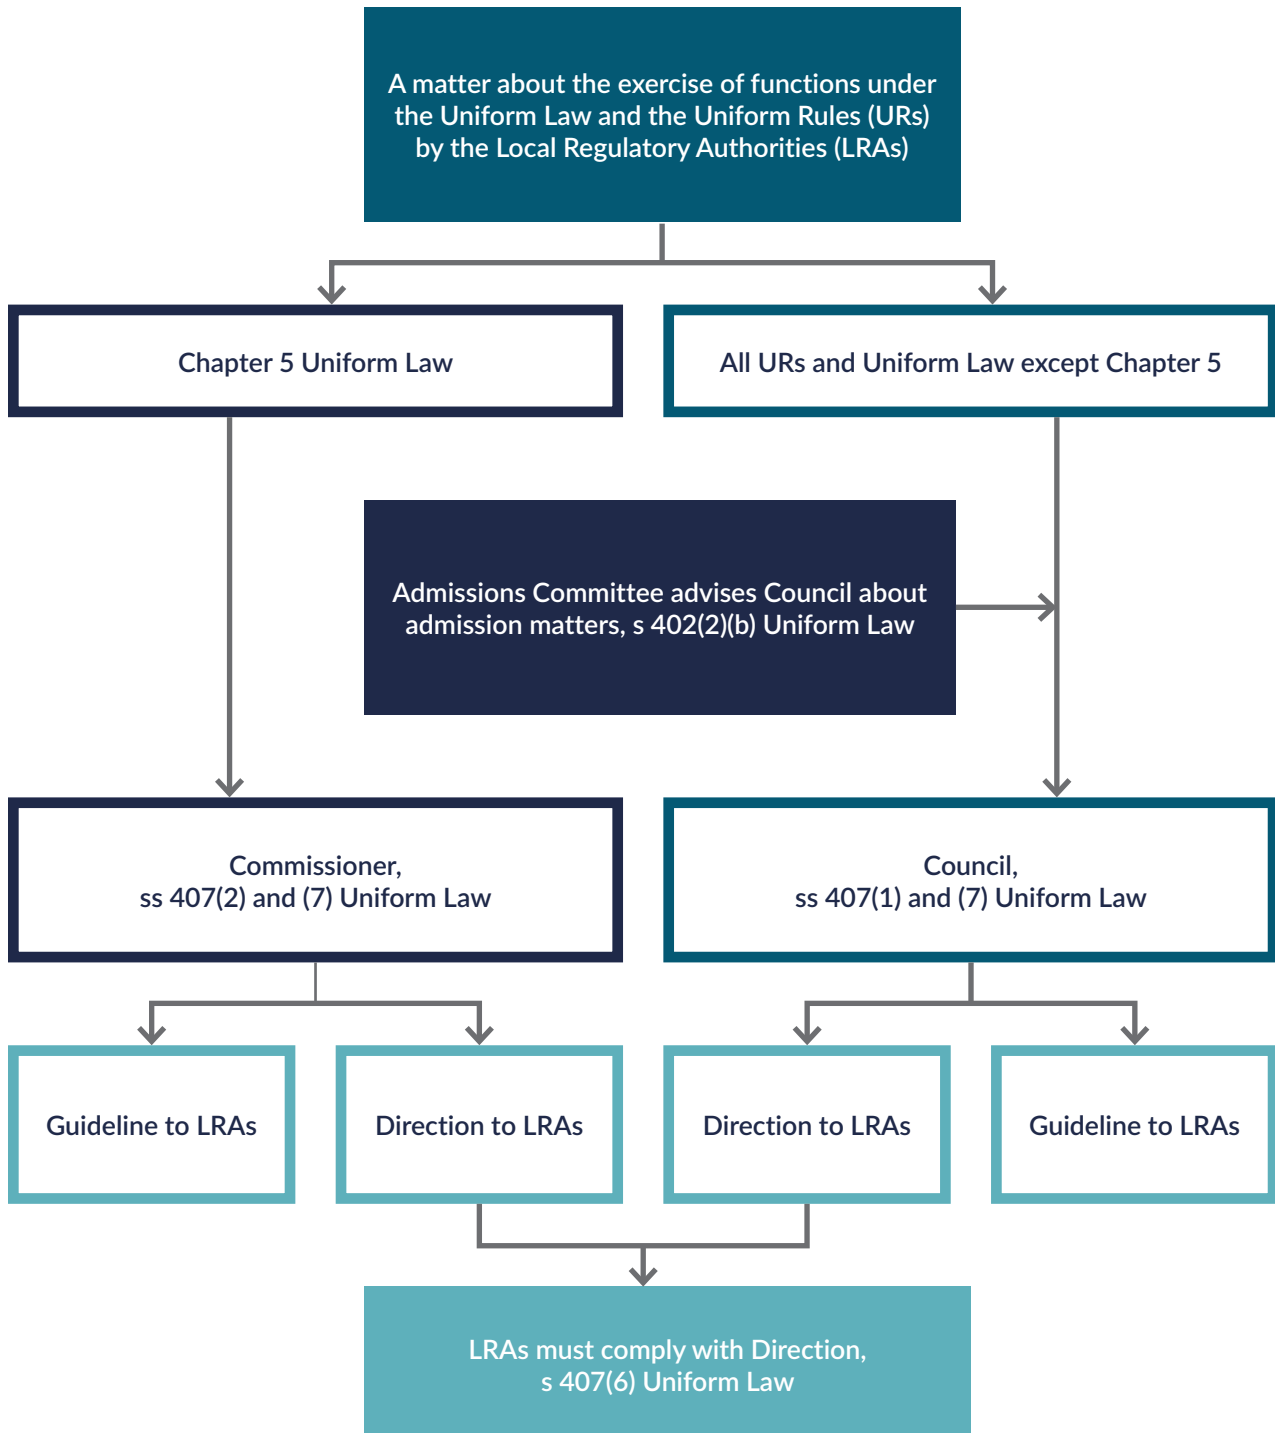 A matter about the exercise of functions under
the Uniform Law and the Uniform Rules (URs)
by the Local Regulatory Authorities (LRAs)
Chapter 5 Uniform Law
All URs and Uniform Law except Chapter 5
Admissions Committee advises Council about
admission matters, s 402(2)(b) Uniform Law
Commissioner,
ss 407(2) and (7) Uniform Law
Council,
ss 407(1) and (7) Uniform Law
Guideline to LRAs
Direction to LRAs
Direction to LRAs
Guideline to LRAs
LRAs must comply with Direction,
s 407(6) Uniform Law